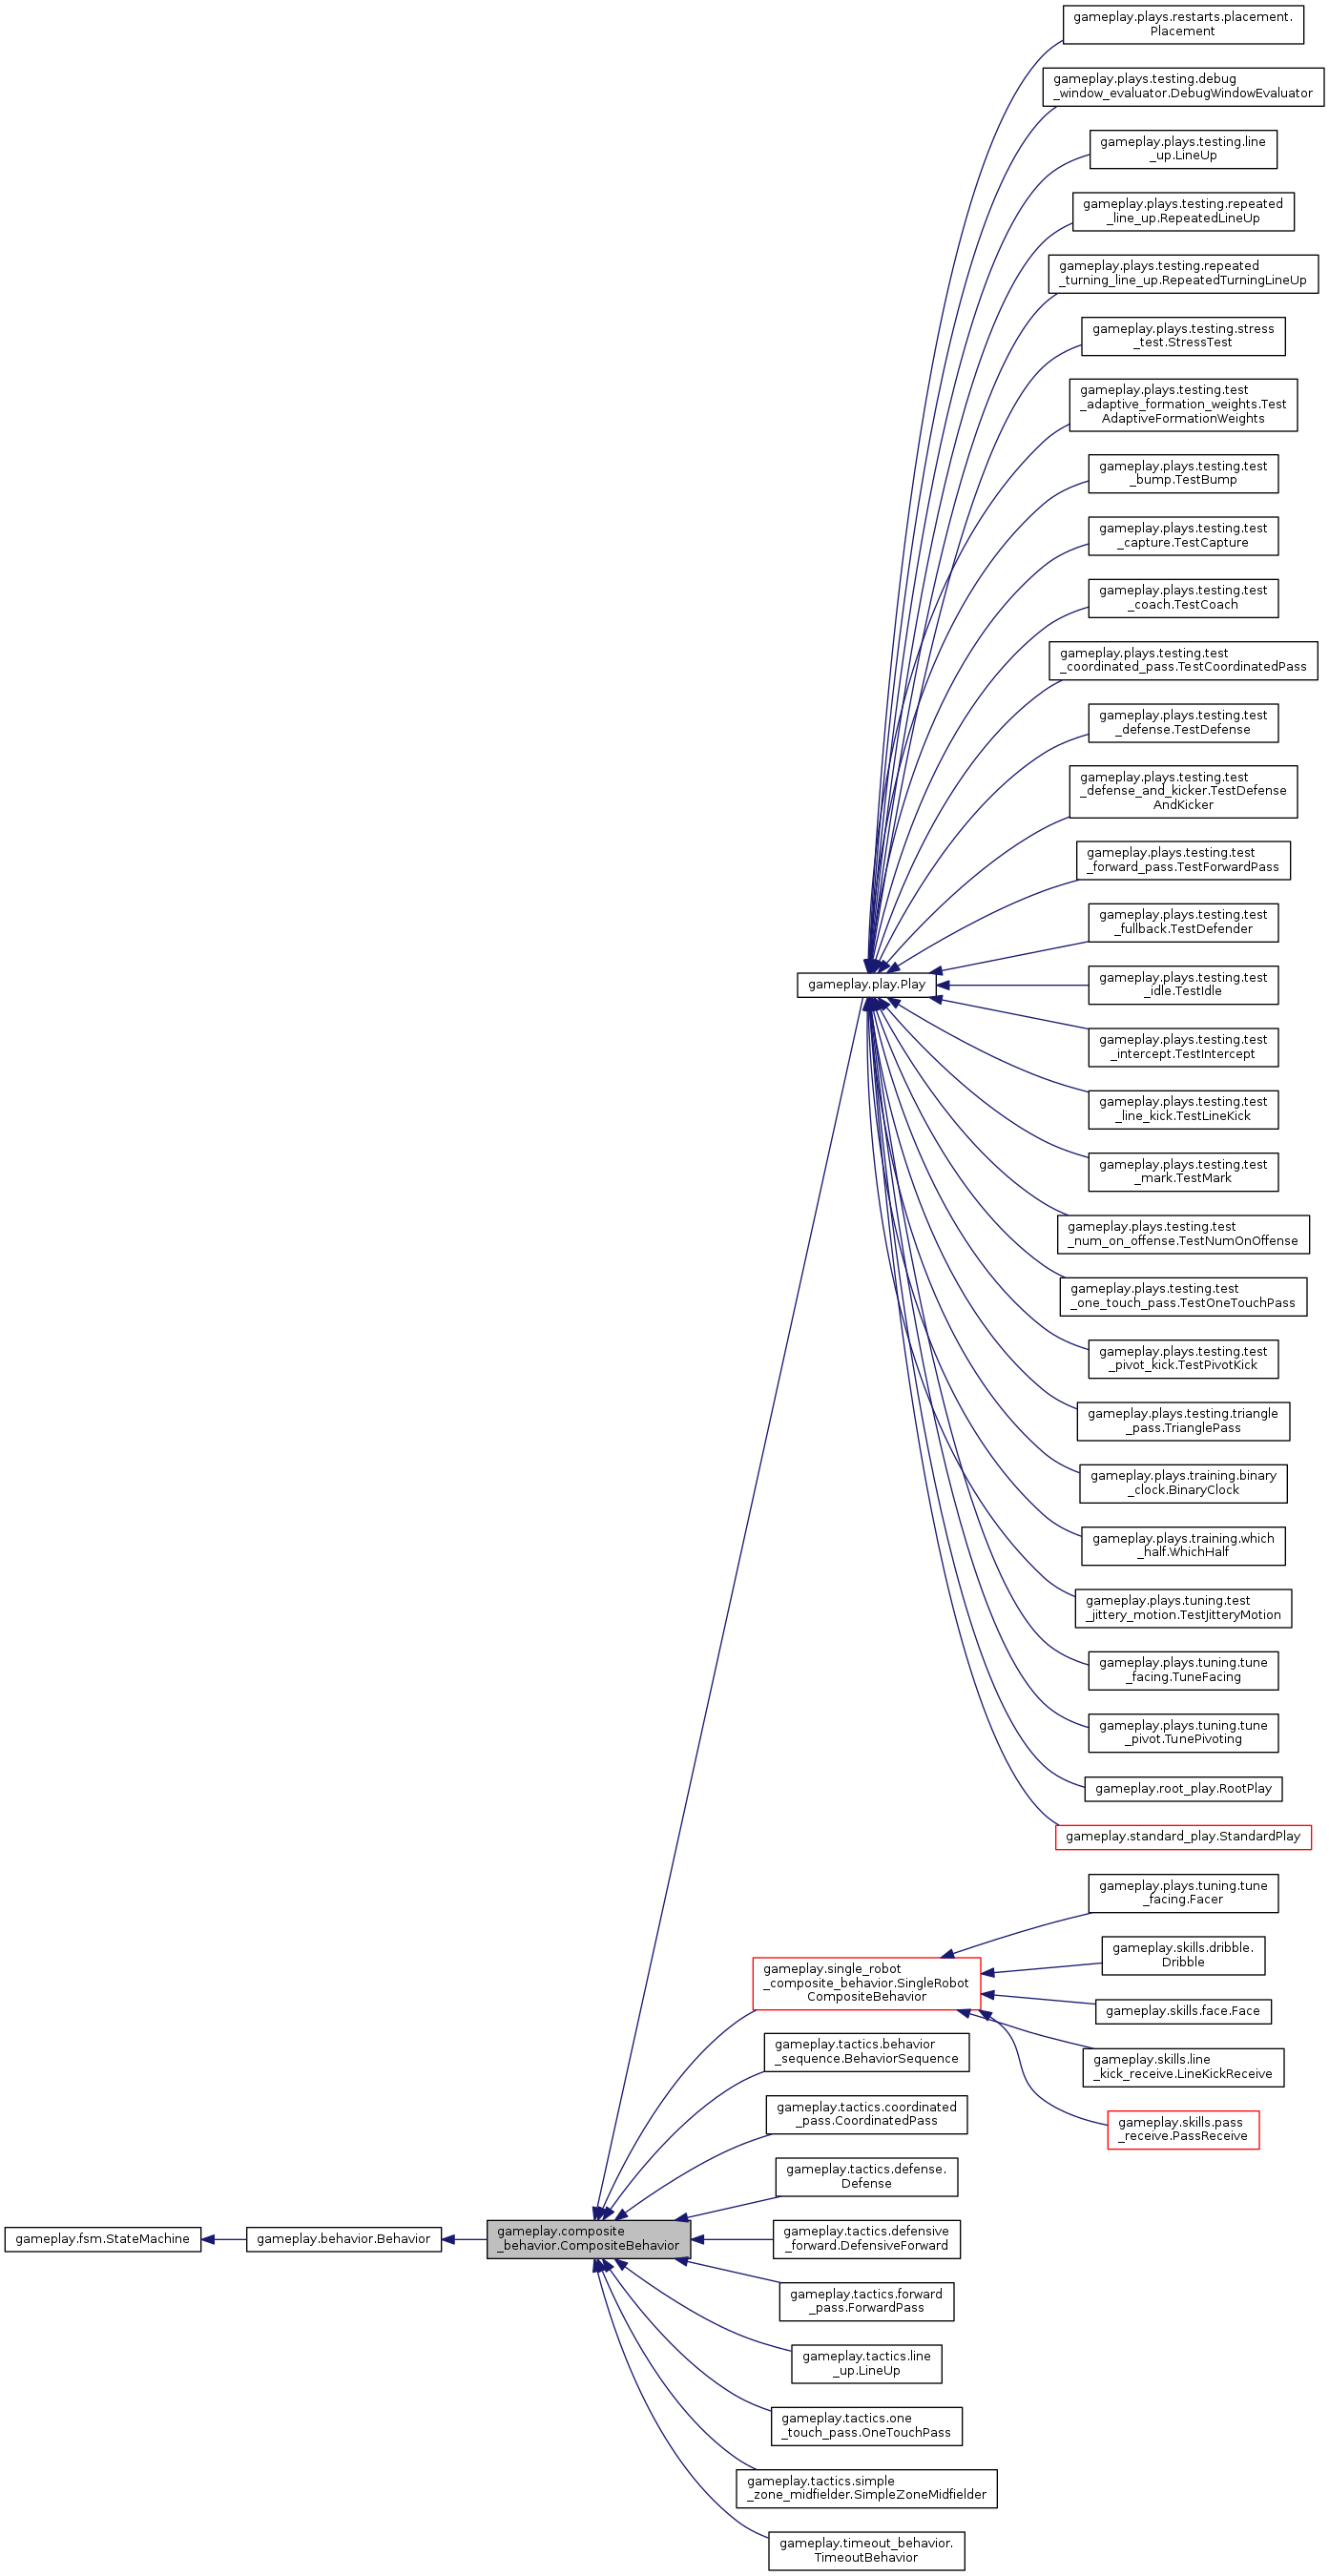 gameplay.plays.restarts.placement.
Placement
gameplay.plays.testing.debug
_window_evaluator.DebugWindowEvaluator
gameplay.plays.testing.line
_up.LineUp
gameplay.plays.testing.repeated
_line_up.RepeatedLineUp
gameplay.plays.testing.repeated
_turning_line_up.RepeatedTurningLineUp
gameplay.plays.testing.stress
_test.StressTest
gameplay.plays.testing.test
_adaptive_formation_weights.Test
AdaptiveFormationWeights
gameplay.plays.testing.test
_bump.TestBump
gameplay.plays.testing.test
_capture.TestCapture
gameplay.plays.testing.test
_coach.TestCoach
gameplay.plays.testing.test
_coordinated_pass.TestCoordinatedPass
gameplay.plays.testing.test
_defense.TestDefense
gameplay.plays.testing.test
_defense_and_kicker.TestDefense
AndKicker
gameplay.plays.testing.test
_forward_pass.TestForwardPass
gameplay.plays.testing.test
_fullback.TestDefender
gameplay.play.Play
gameplay.plays.testing.test
_idle.TestIdle
gameplay.plays.testing.test
_intercept.TestIntercept
gameplay.plays.testing.test
_line_kick.TestLineKick
gameplay.plays.testing.test
_mark.TestMark
gameplay.plays.testing.test
_num_on_offense.TestNumOnOffense
gameplay.plays.testing.test
_one_touch_pass.TestOneTouchPass
gameplay.plays.testing.test
_pivot_kick.TestPivotKick
gameplay.plays.testing.triangle
_pass.TrianglePass
gameplay.plays.training.binary
_clock.BinaryClock
gameplay.plays.training.which
_half.WhichHalf
gameplay.plays.tuning.test
_jittery_motion.TestJitteryMotion
gameplay.plays.tuning.tune
_facing.TuneFacing
gameplay.plays.tuning.tune
_pivot.TunePivoting
gameplay.root_play.RootPlay
gameplay.standard_play.StandardPlay
gameplay.plays.tuning.tune
_facing.Facer
gameplay.single_robot
_composite_behavior.SingleRobot
CompositeBehavior
gameplay.skills.dribble.
Dribble
gameplay.skills.face.Face
gameplay.skills.line
_kick_receive.LineKickReceive
gameplay.skills.pass
_receive.PassReceive
gameplay.tactics.behavior
_sequence.BehaviorSequence
gameplay.tactics.coordinated
_pass.CoordinatedPass
gameplay.tactics.defense.
Defense
gameplay.fsm.StateMachine
gameplay.behavior.Behavior
gameplay.composite
_behavior.CompositeBehavior
gameplay.tactics.defensive
_forward.DefensiveForward
gameplay.tactics.forward
_pass.ForwardPass
gameplay.tactics.line
_up.LineUp
gameplay.tactics.one
_touch_pass.OneTouchPass
gameplay.tactics.simple
_zone_midfielder.SimpleZoneMidfielder
gameplay.timeout_behavior.
TimeoutBehavior